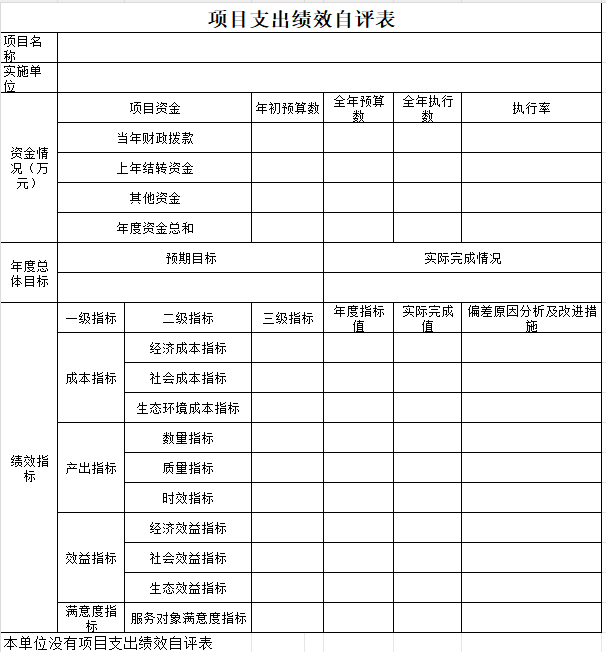 项目支出绩效自评表
项目名
称
实施单
位
资金情
况（万
元）
项目资金 年初预算数 全年预算
数 全年执行
数 执行率
当年财政拨款
上年结转资金
其他资金
年度资金总和
年度总
体目标
预期目标 实际完成情况
绩效指
标
一级指标 二级指标 三级指标 年度指标
值 实际完成
值 偏差原因分析及改进措
施
成本指标
经济成本指标
社会成本指标
生态环境成本指标
产出指标
数量指标
质量指标
时效指标
效益指标
经济效益指标
社会效益指标
生态效益指标
满意度指
标
服务对象满意度指标
本单位没有项目支出绩效自评表